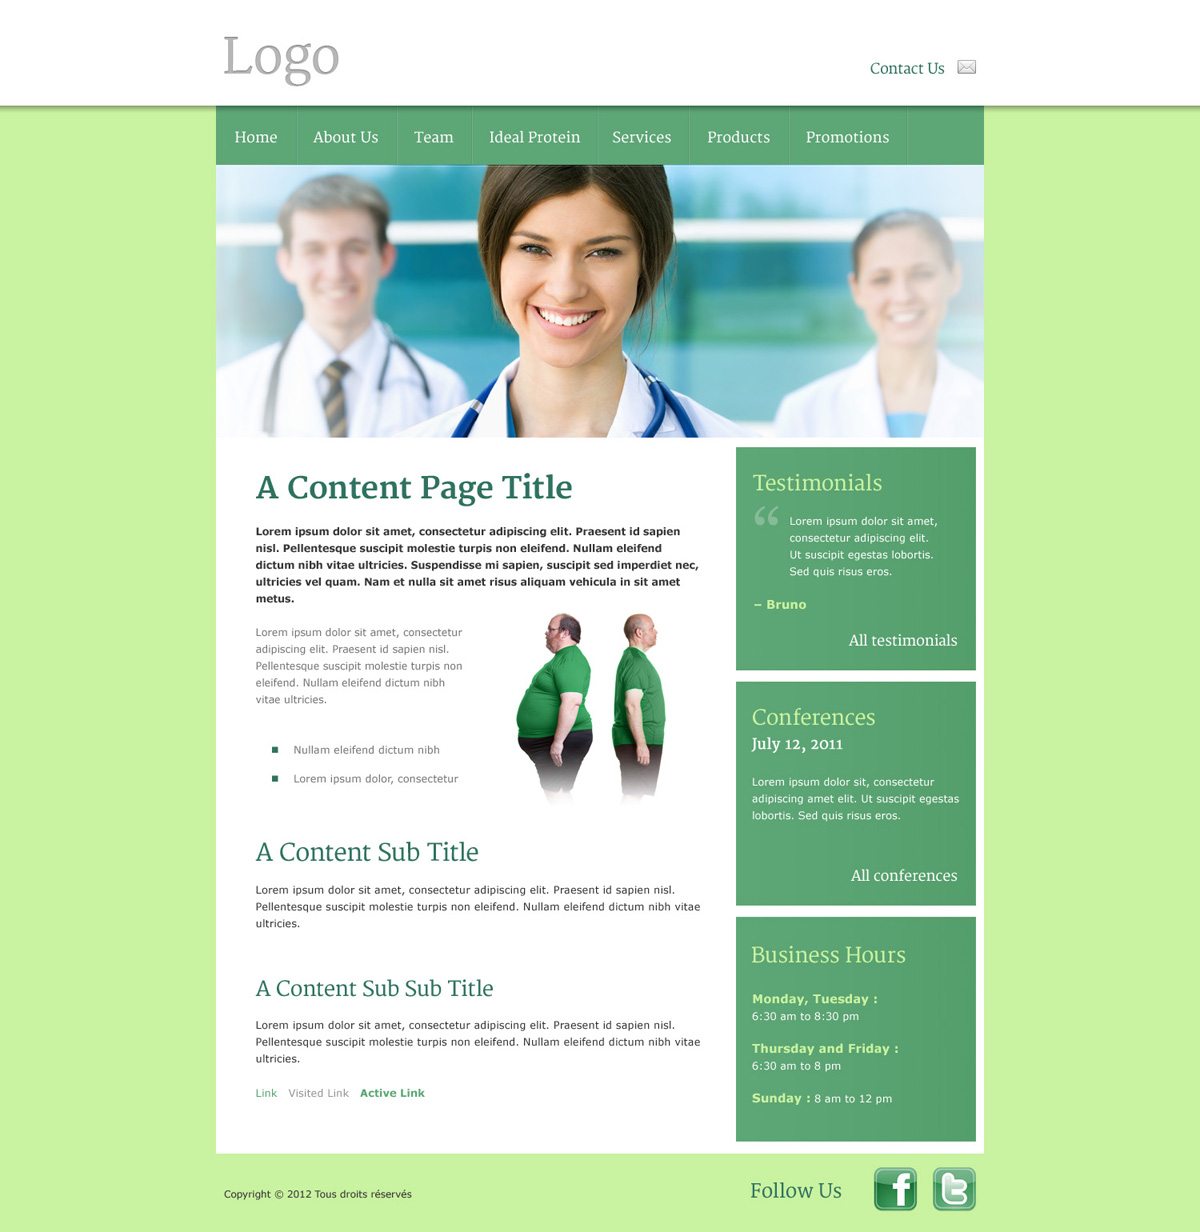 Logo
Contact Us
Home
About Us
Team
Ideal Protein
Services
Products
Promotions
A Content Page Title
Lorem ipsum dolor sit amet, consectetur adipiscing elit. Praesent id sapien
nisl. Pellentesque suscipit molestie turpis non eleifend. Nullam eleifend
dictum nibh vitae ultricies. Suspendisse mi sapien, suscipit sed imperdiet nec,
ultricies vel quam. Nam et nulla sit amet risus aliquam vehicula in sit amet
metus.
Lorem ipsum dolor sit amet, consectetur
adipiscing elit. Praesent id sapien nisl.
Pellentesque suscipit molestie turpis non
eleifend. Nullam eleifend dictum nibh
vitae ultricies.
Nullam eleifend dictum nibh
Lorem ipsum dolor, consectetur
A Content Sub Title
Lorem ipsum dolor sit amet, consectetur adipiscing elit. Praesent id sapien nisl.
Pellentesque suscipit molestie turpis non eleifend. Nullam eleifend dictum nibh vitae
ultricies.
A Content Sub Sub Title
Lorem ipsum dolor sit amet, consectetur adipiscing elit. Praesent id sapien nisl.
Pellentesque suscipit molestie turpis non eleifend. Nullam eleifend dictum nibh vitae
ultricies.
Link Visited Link Active Link
Testimonials
“ Lorem ipsum dolor sit amet,
consectetur adipiscing elit.
Ut suscipit egestas lobortis.
Sed quis risus eros.
– Bruno
All testimonials
Conferences
July 12, 2011
Lorem ipsum dolor sit, consectetur
adipiscing amet elit. Ut suscipit egestas
lobortis. Sed quis risus eros.
All conferences
Business Hours
Monday, Tuesday :
6:30 am to 8:30 pm
Thursday and Friday :
6:30 am to 8 pm
Sunday : 8 am to 12 pm
Copyright © 2012 Tous droits réservés
Follow Us